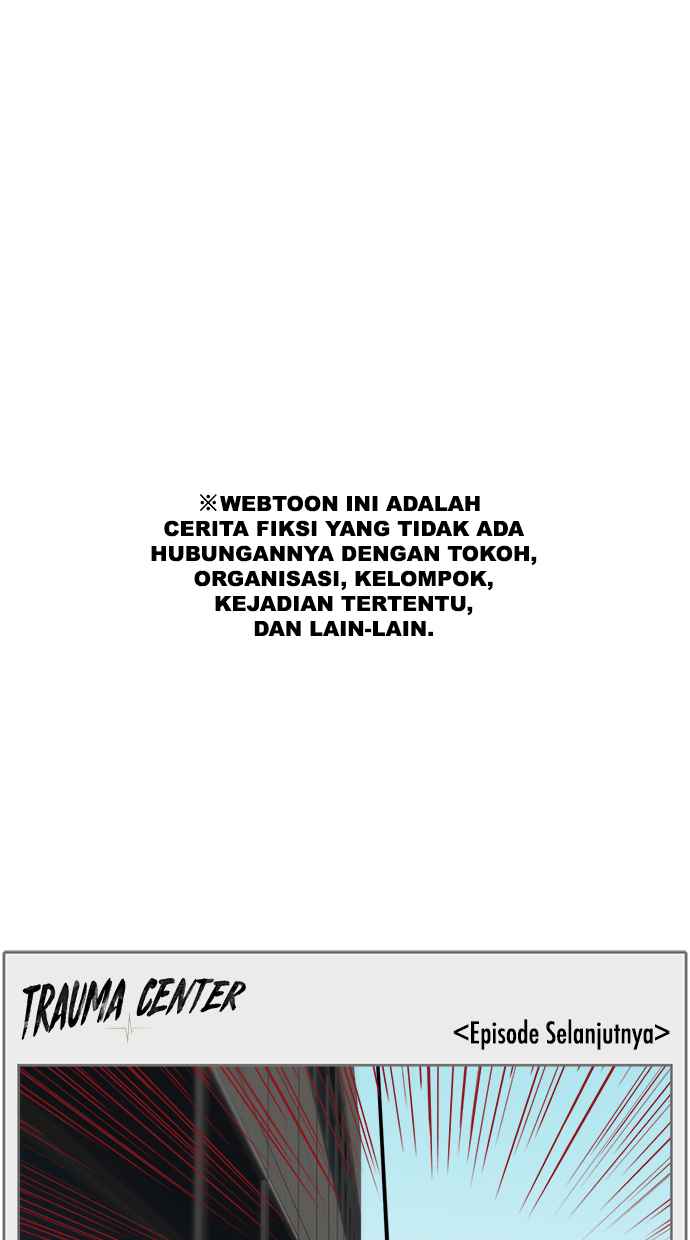 ※WEBTOON INI ADALAH
CERITA FIKSI YANG TIDAK ADA
HUBUNGANNYA DENGAN TOKOH,
ORGANISASI, KELOMPOK,
KEJADIAN TERTENTU,
DAN LAIN-LAIN.
TRAUMA CENTER
<Episode Selanjutnya>